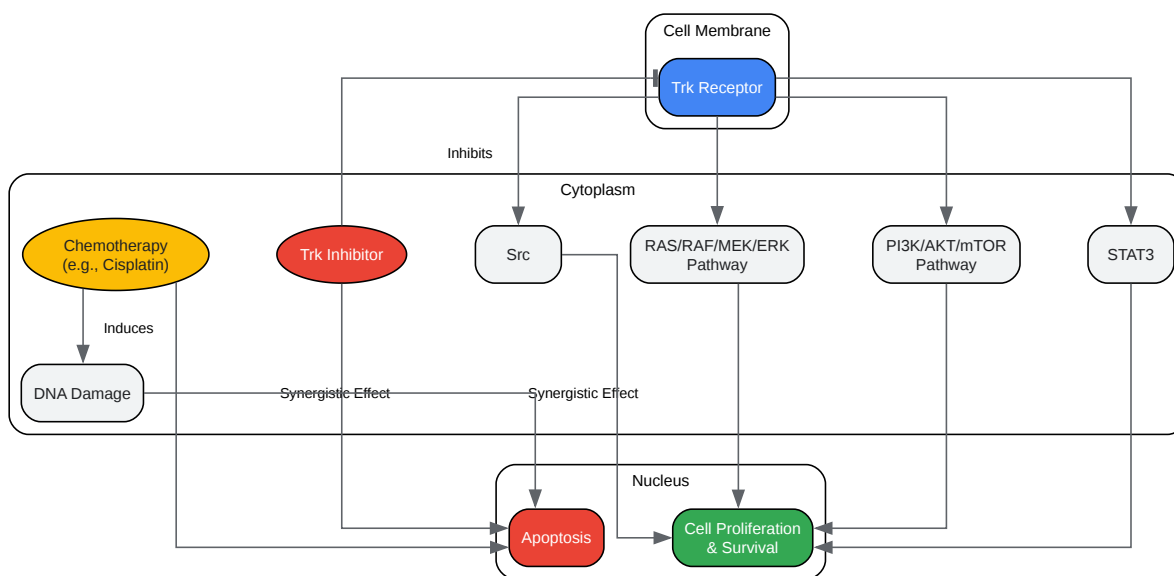 Cell Membrane
Trk Receptor
Inhibits
Cytoplasm
Chemotherapy
(e.g., Cisplatin)
Trk Inhibitor
Src
RAS/RAF/MEK/ERK
Pathway
PI3K/AKT/mTOR
Pathway
STAT3
Induces
DNA Damage
Synergistic Effect
Synergistic Effect
Nucleus
Apoptosis
Cell Proliferation
& Survival